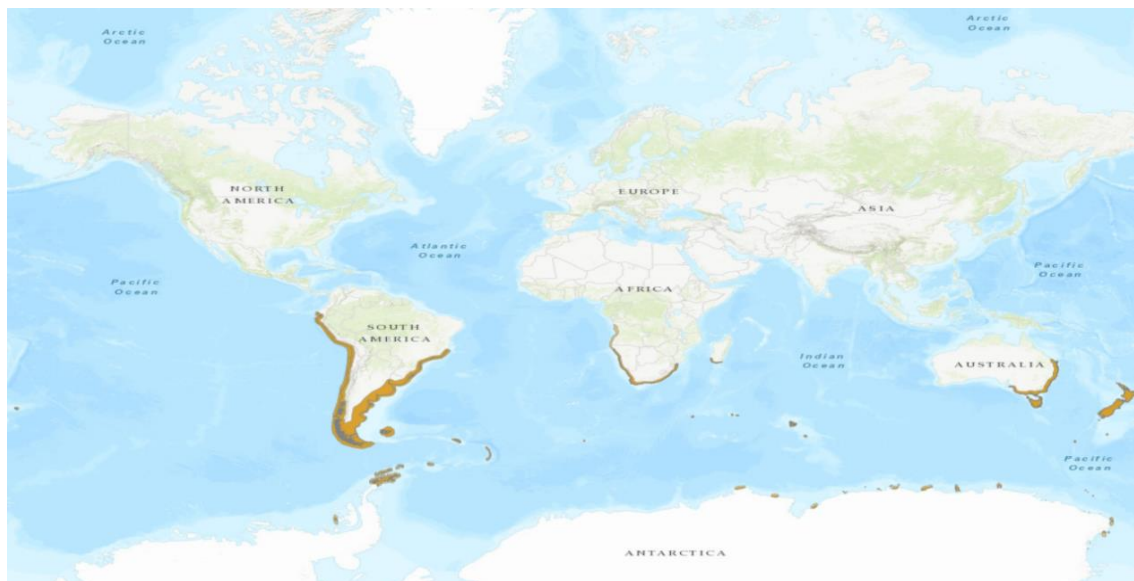 Arctic
Ocean
Arctic
Ocean
NORTH
AMERICA
EUROPE
ASIA
Atlantic
Ocean
Pacific
Ocean
Pacific
Ocean
AFRICA
SOUTH
AMERICA
Indian
Ocean
AUSTRALIA
Pacific
Ocean
ANTARCTICA